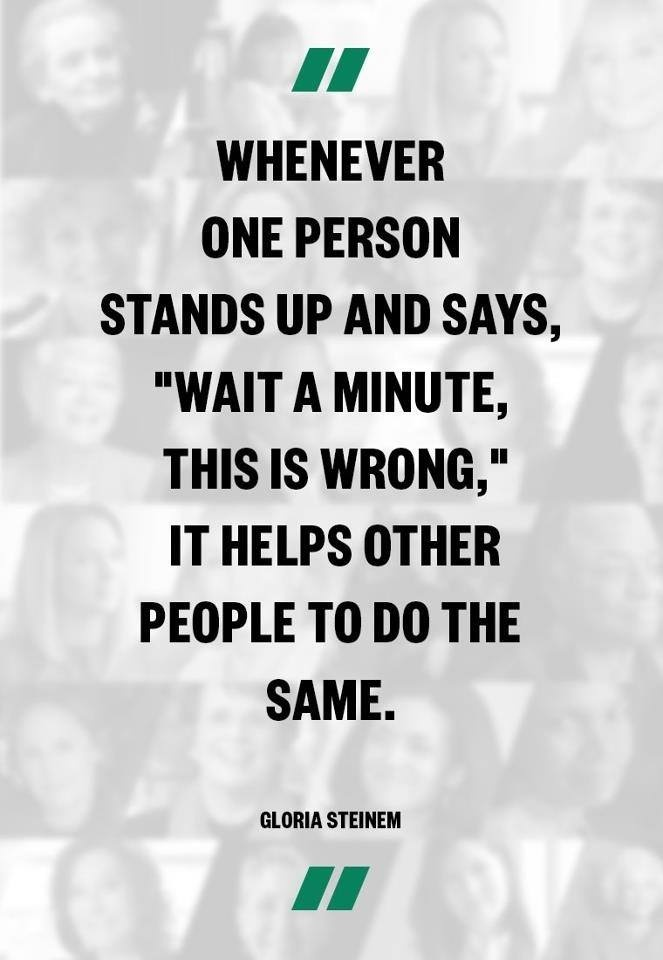 WHENEVER
ONE PERSON
STANDS UP AND SAYS,
"WAIT A MINUTE,
THIS IS WRONG,"
IT HELPS OTHER
PEOPLE TO DO THE
SAME.
GLORIA STEINEM